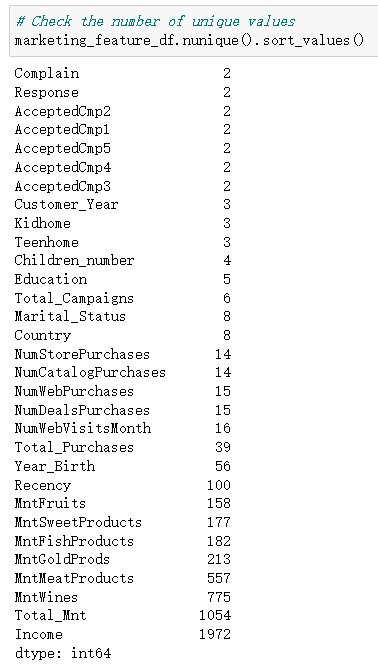 # Check the number of unique values
marketing_feature_df.nunique().sort_values()
Complain 2
Response 2
AcceptedCmp2 2
AcceptedCmp1 2
AcceptedCmp5 2
AcceptedCmp4 2
AcceptedCmp3 2
Customer_Year 3
Kidhome 3
Teenhome 3
Children_number 4
Education 5
Total_Campaigns 6
Marital_Status 8
Country 8
NumStorePurchases 14
NumCatalogPurchases 14
NumWebPurchases 15
NumDealsPurchases 15
NumWebVisitsMonth 16
Total_Purchases 39
Year_Birth 56
Recency 100
MntFruits 158
MntSweetProducts 177
MntFishProducts 182
MntGoldProds 213
MntMeatProducts 557
MntWines 775
Total_Mnt 1054
Income 1972
dtype: int64